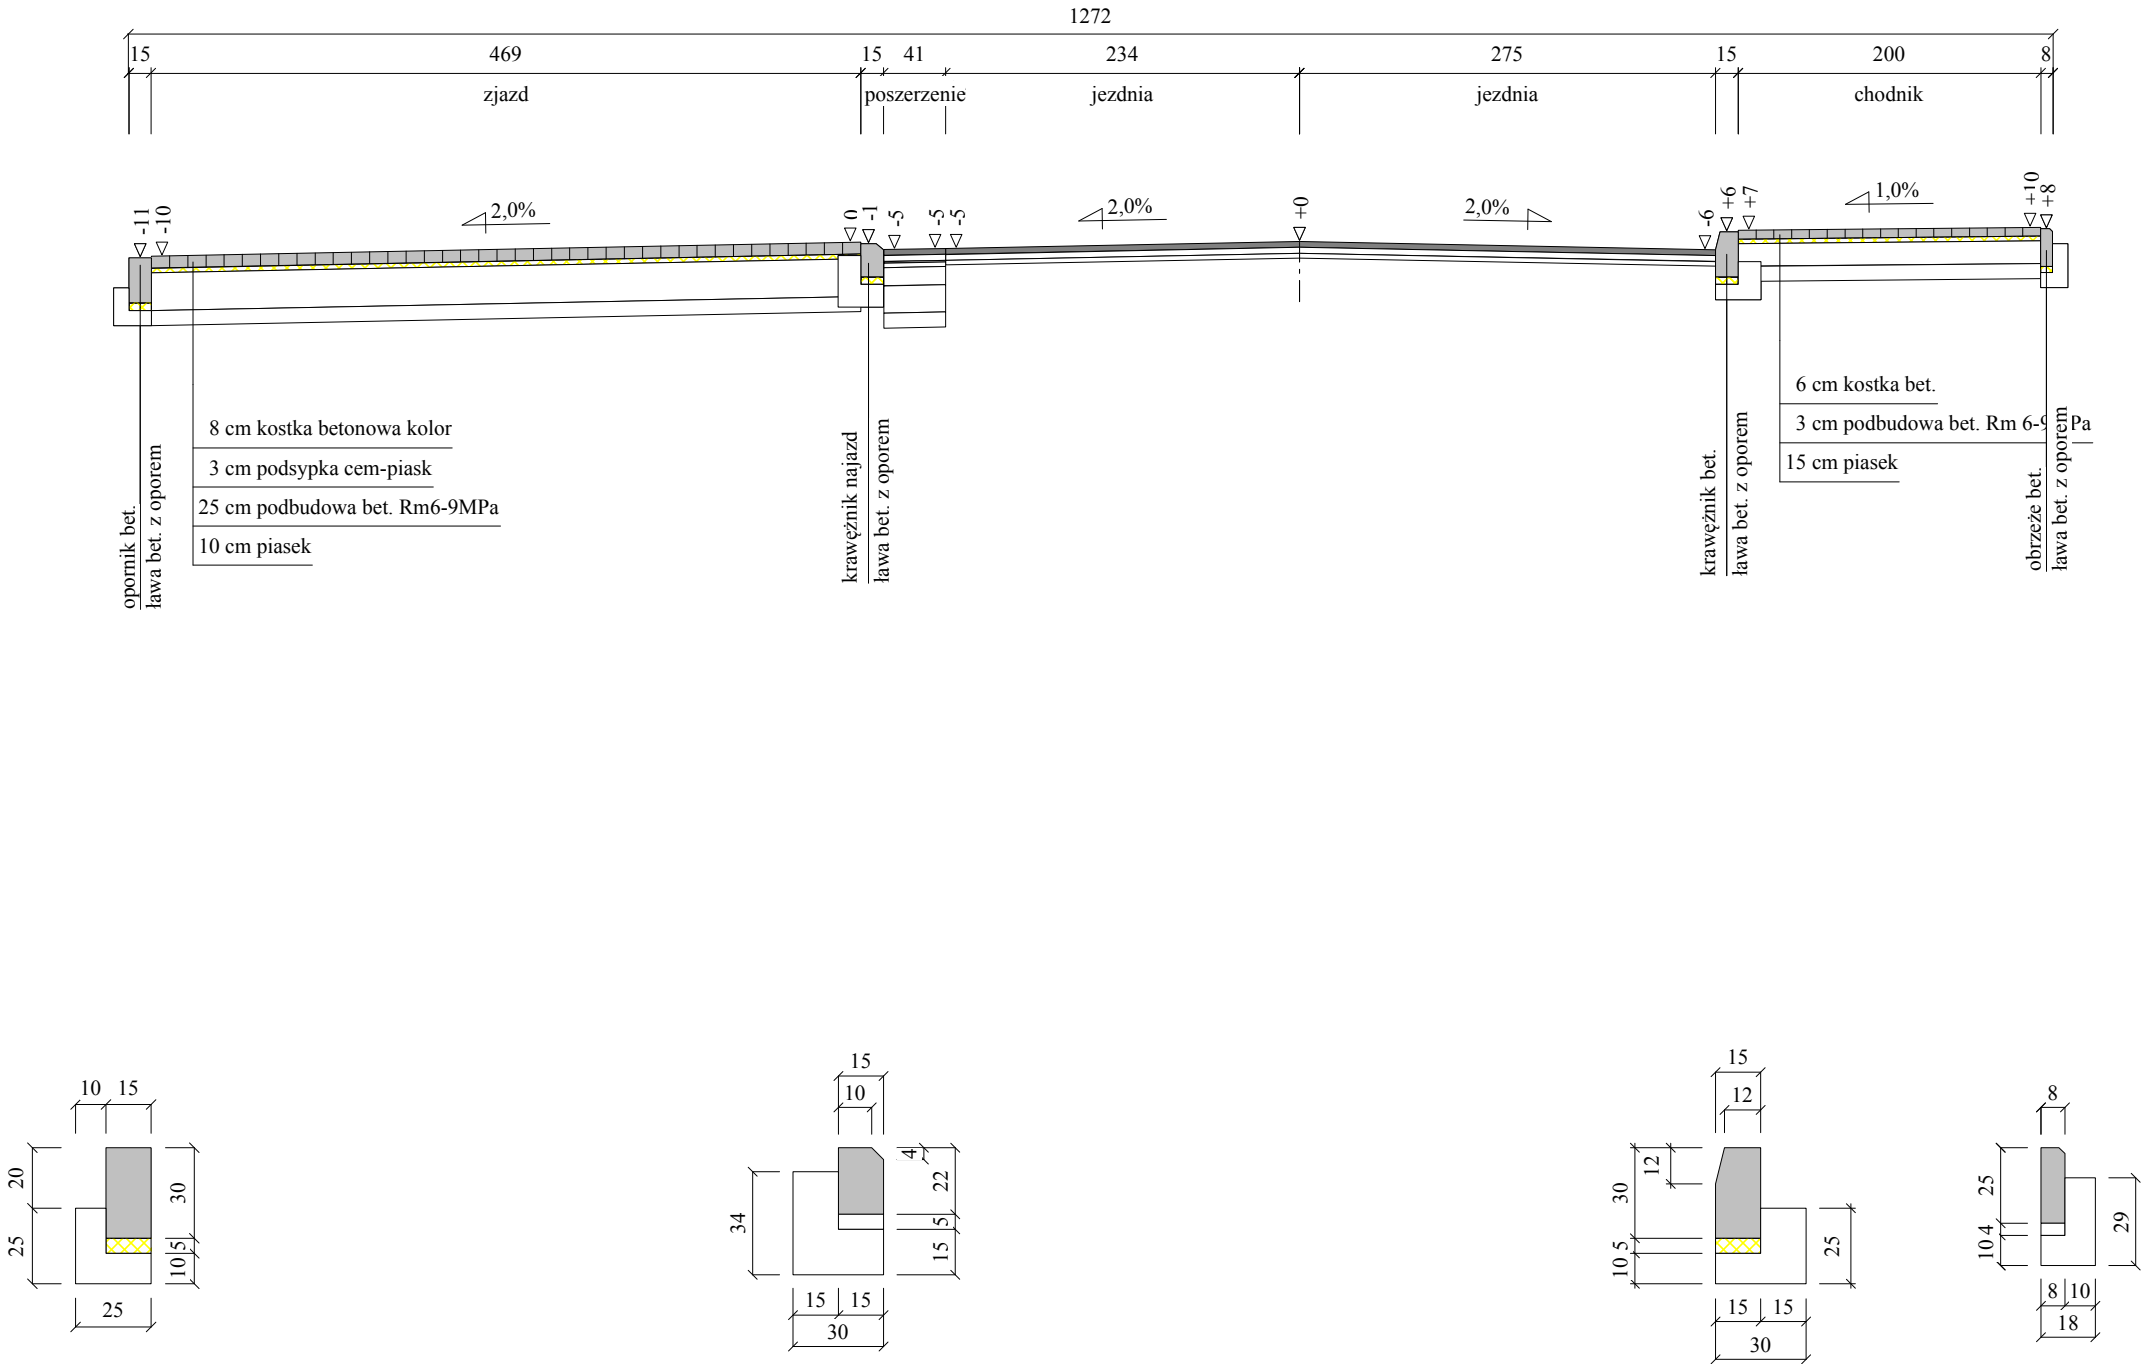 1272
15 469 15 41 234 275 15 200 8
zjazd poszerzenie jezdnia jezdnia chodnik
-11 -10 2,0% 0 -1 -5 -5 -5 2,0% +0 2,0% -6 +6 +7 1,0% +10 +8
8 cm kostka betonowa kolor
3 cm podsypka cem-piask
25 cm podbudowa bet. Rm6-9MPa
10 cm piasek
6 cm kostka bet.
3 cm podbudowa bet. Rm 6-9 Pa
15 cm piasek
opornik bet.
ława bet. z oporem
krawężnik najazd
ława bet. z oporem
krawężnik bet.
ława bet. z oporem
obrzeże bet.
ława bet. z oporem
10 15
20
25
30
5
10
25
15
10
4
22
5
15
34
15 15
30
15
12
12
30
5
10
25
15 15
30
8
25
4
10
29
8 10
18